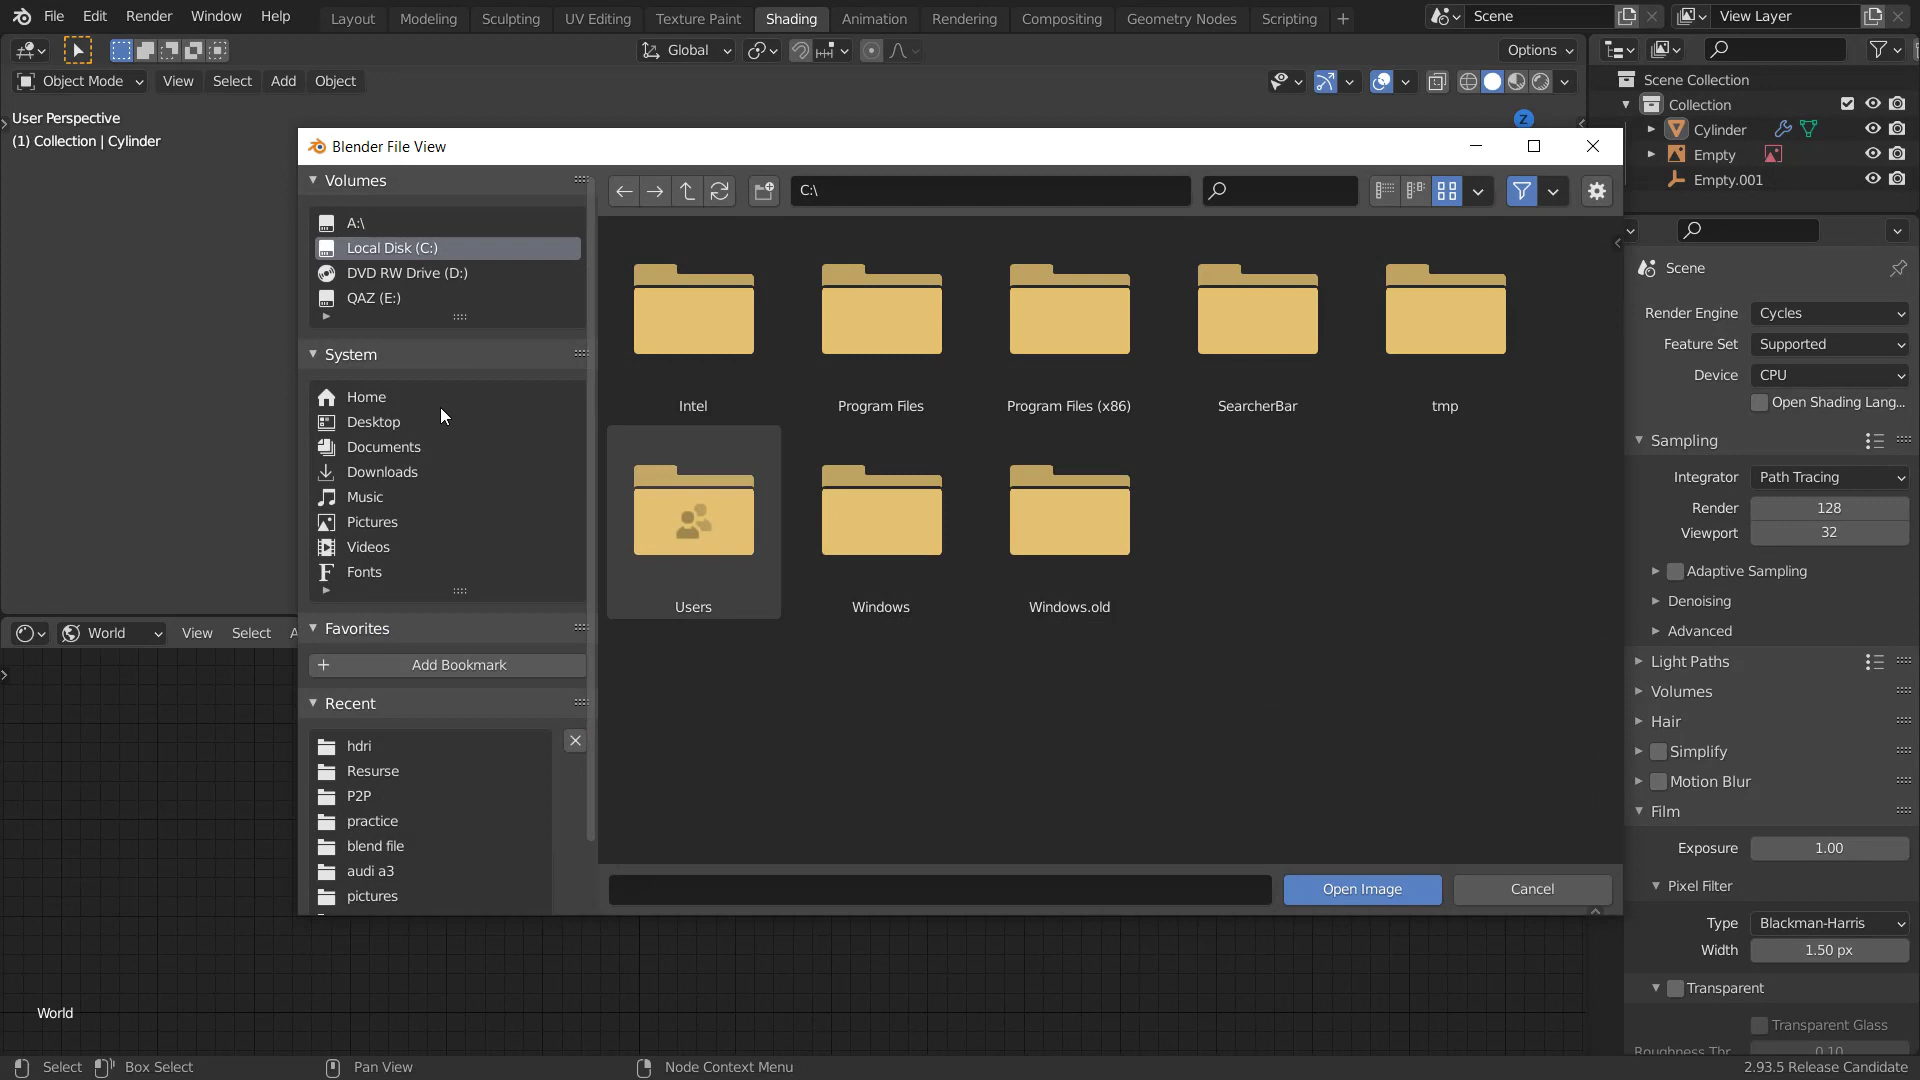 File Edit Render Window Help Layout Modeling Sculpting UV Editing Texture Paint Shading Animation Rendering Compositing Geometry Nodes Scripting + Scene View Layer
Global Options
Object Mode View Select Add Object
User Perspective
(1) Collection | Cylinder
Z
Scene Collection
Collection
Cylinder
Empty
Empty.001
Blender File View
Volumes
A:\
Local Disk (C:)
DVD RW Drive (D:)
QAZ (E:)
System
Home
Desktop
Documents
Downloads
Music
Pictures
Videos
Fonts
Favorites
Add Bookmark
Recent
hdri
Resurse
P2P
practice
blend file
audi a3
pictures
C:\
Intel Program Files Program Files (x86) SearcherBar tmp
Users Windows Windows.old
Open Image Cancel
Scene
Render Engine Cycles
Feature Set Supported
Device CPU
Open Shading Lang...
Sampling
Integrator Path Tracing
Render 128
Viewport 32
Adaptive Sampling
Denoising
Advanced
Light Paths
Volumes
Hair
Simplify
Motion Blur
Film
Exposure 1.00
Pixel Filter
Type Blackman-Harris
Width 1.50 px
Transparent
Transparent Glass
Roughness Thr 0.10
World View Select A
World
Select Box Select Pan View Node Context Menu 2.93.5 Release Candidate